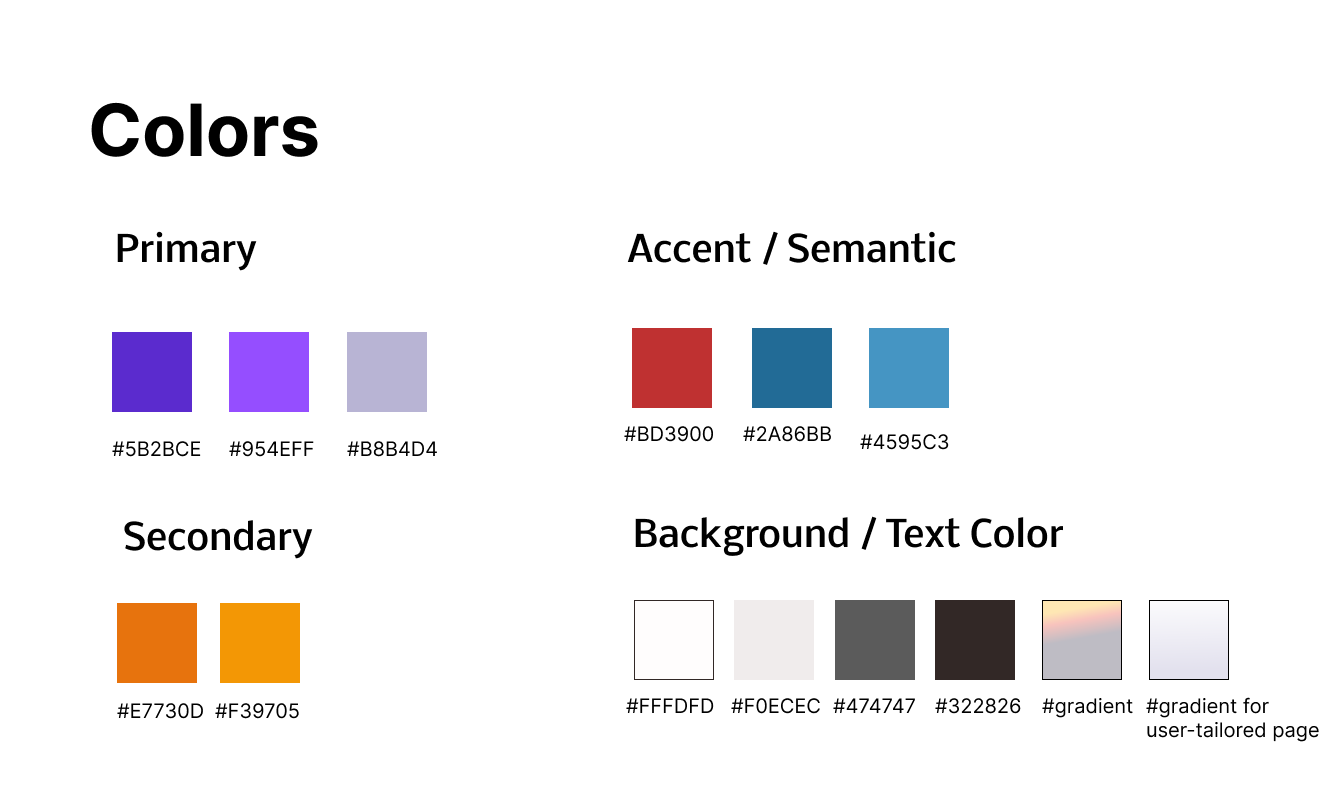 Colors
Primary
#5B2BCE #954EFF #B8B4D4
Accent / Semantic
#BD3900 #2A86BB #4595C3
Secondary
#E7730D #F39705
Background / Text Color
#FFFDFD #F0ECEC #474747 #322826 #gradient #gradient for
user-tailored page